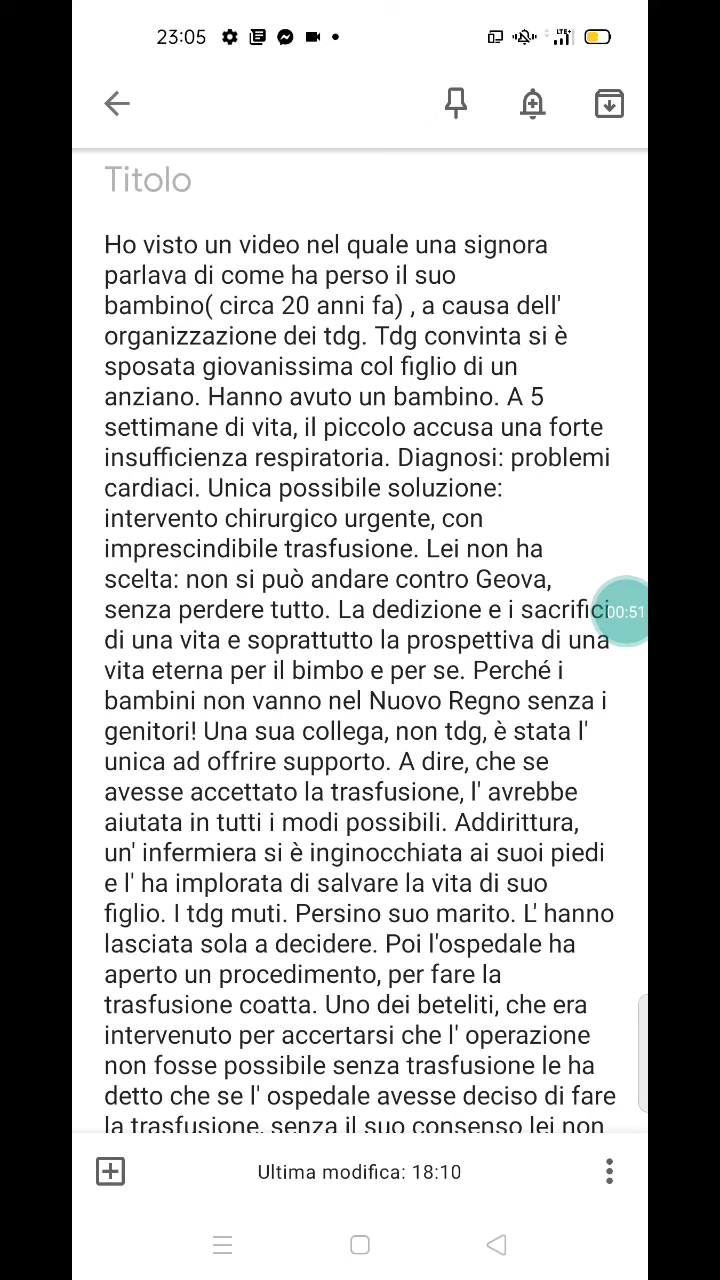 23:05
Titolo
Ho visto un video nel quale una signora
parlava di come ha perso il suo
bambino( circa 20 anni fa) , a causa dell'
organizzazione dei tdg. Tdg convinta si è
sposata giovanissima col figlio di un
anziano. Hanno avuto un bambino. A 5
settimane di vita, il piccolo accusa una forte
insufficienza respiratoria. Diagnosi: problemi
cardiaci. Unica possibile soluzione:
intervento chirurgico urgente, con
imprescindibile trasfusione. Lei non ha
scelta: non si può andare contro Geova,
senza perdere tutto. La dedizione e i sacrifici
00:51
di una vita e soprattutto la prospettiva di una
vita eterna per il bimbo e per se. Perché i
bambini non vanno nel Nuovo Regno senza i
genitori! Una sua collega, non tdg, è stata l'
unica ad offrire supporto. A dire, che se
avesse accettato la trasfusione, l' avrebbe
aiutata in tutti i modi possibili. Addirittura,
un' infermiera si è inginocchiata ai suoi piedi
e l' ha implorata di salvare la vita di suo
figlio. I tdg muti. Persino suo marito. L' hanno
lasciata sola a decidere. Poi l'ospedale ha
aperto un procedimento, per fare la
trasfusione coatta. Uno dei beteliti, che era
intervenuto per accertarsi che l' operazione
non fosse possibile senza trasfusione le ha
detto che se l' ospedale avesse deciso di fare
la trasfusione, senza il suo consenso lei non
Ultima modifica: 18:10